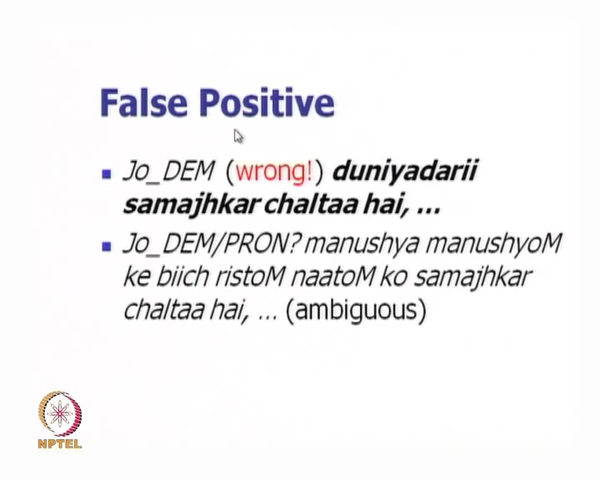 False Positive
Jo_DEM (wrong!) duniyadarii
samajhkar chaltaa hai, ...
Jo_DEM/PRON? manushya manushyoM
ke biich ristoM naatoM ko samajhkar
chaltaa hai, ... (ambiguous)
NPTEL